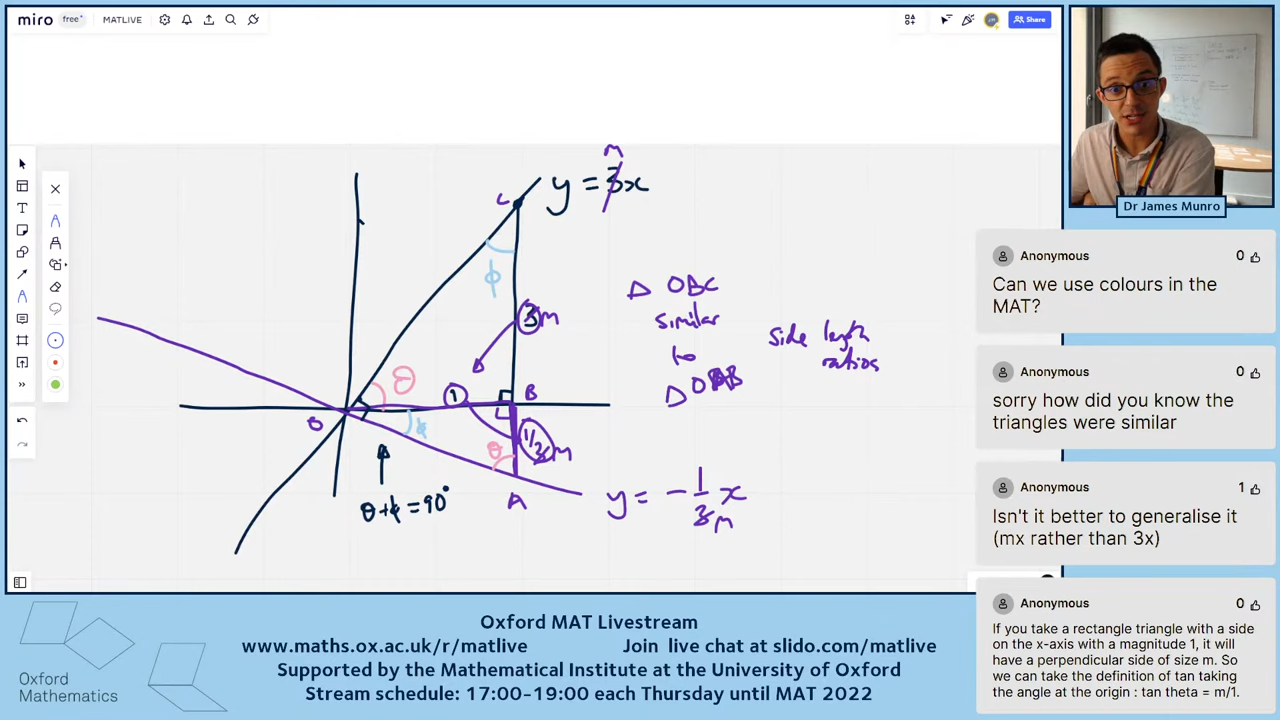 miro
free
MATLIVE
Share
m
y = 3x
C
ϕ
△ OBC
similar
to
△ OAB
side length
ratios
3 m
θ
1
B
O
ϕ
θ
1/3 m
A
θ+ϕ=90°
y = - 1/3 x
m
Dr James Munro
Anonymous
0
Can we use colours in the
MAT?
Anonymous
0
sorry how did you know the
triangles were similar
Anonymous
1
Isn't it better to generalise it
(mx rather than 3x)
Anonymous
0
If you take a rectangle triangle with a side
on the x-axis with a magnitude 1, it will
have a perpendicular side of size m. So
we can take the definition of tan taking
the angle at the origin : tan theta = m/1.
Oxford
Mathematics
Oxford MAT Livestream
www.maths.ox.ac.uk/r/matlive Join live chat at slido.com/matlive
Supported by the Mathematical Institute at the University of Oxford
Stream schedule: 17:00-19:00 each Thursday until MAT 2022